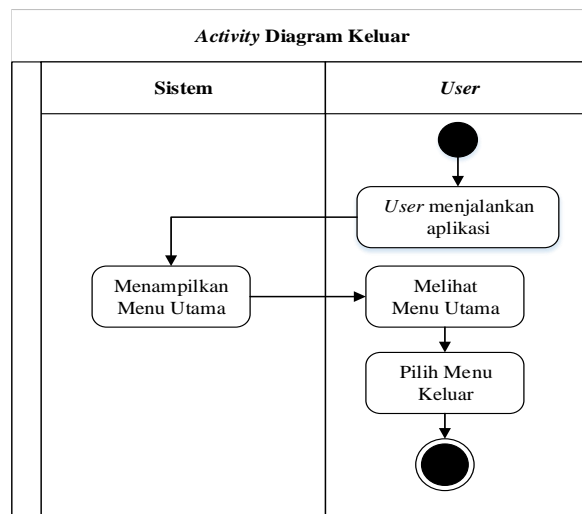 Activity Diagram Keluar
Sistem
User
User menjalankan
aplikasi
Menampilkan
Menu Utama
Melihat
Menu Utama
Pilih Menu
Keluar